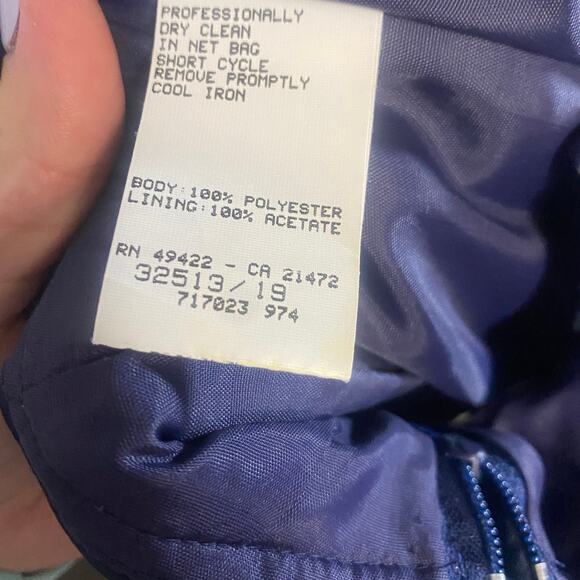 PROFESSIONALLY
DRY CLEAN
IN NET BAG
SHORT CYCLE
REMOVE PROMPTLY
COOL IRON
BODY:100% POLYESTER
LINING:100% ACETATE
RN 49422 - CA 21472
32513/19
717023 974